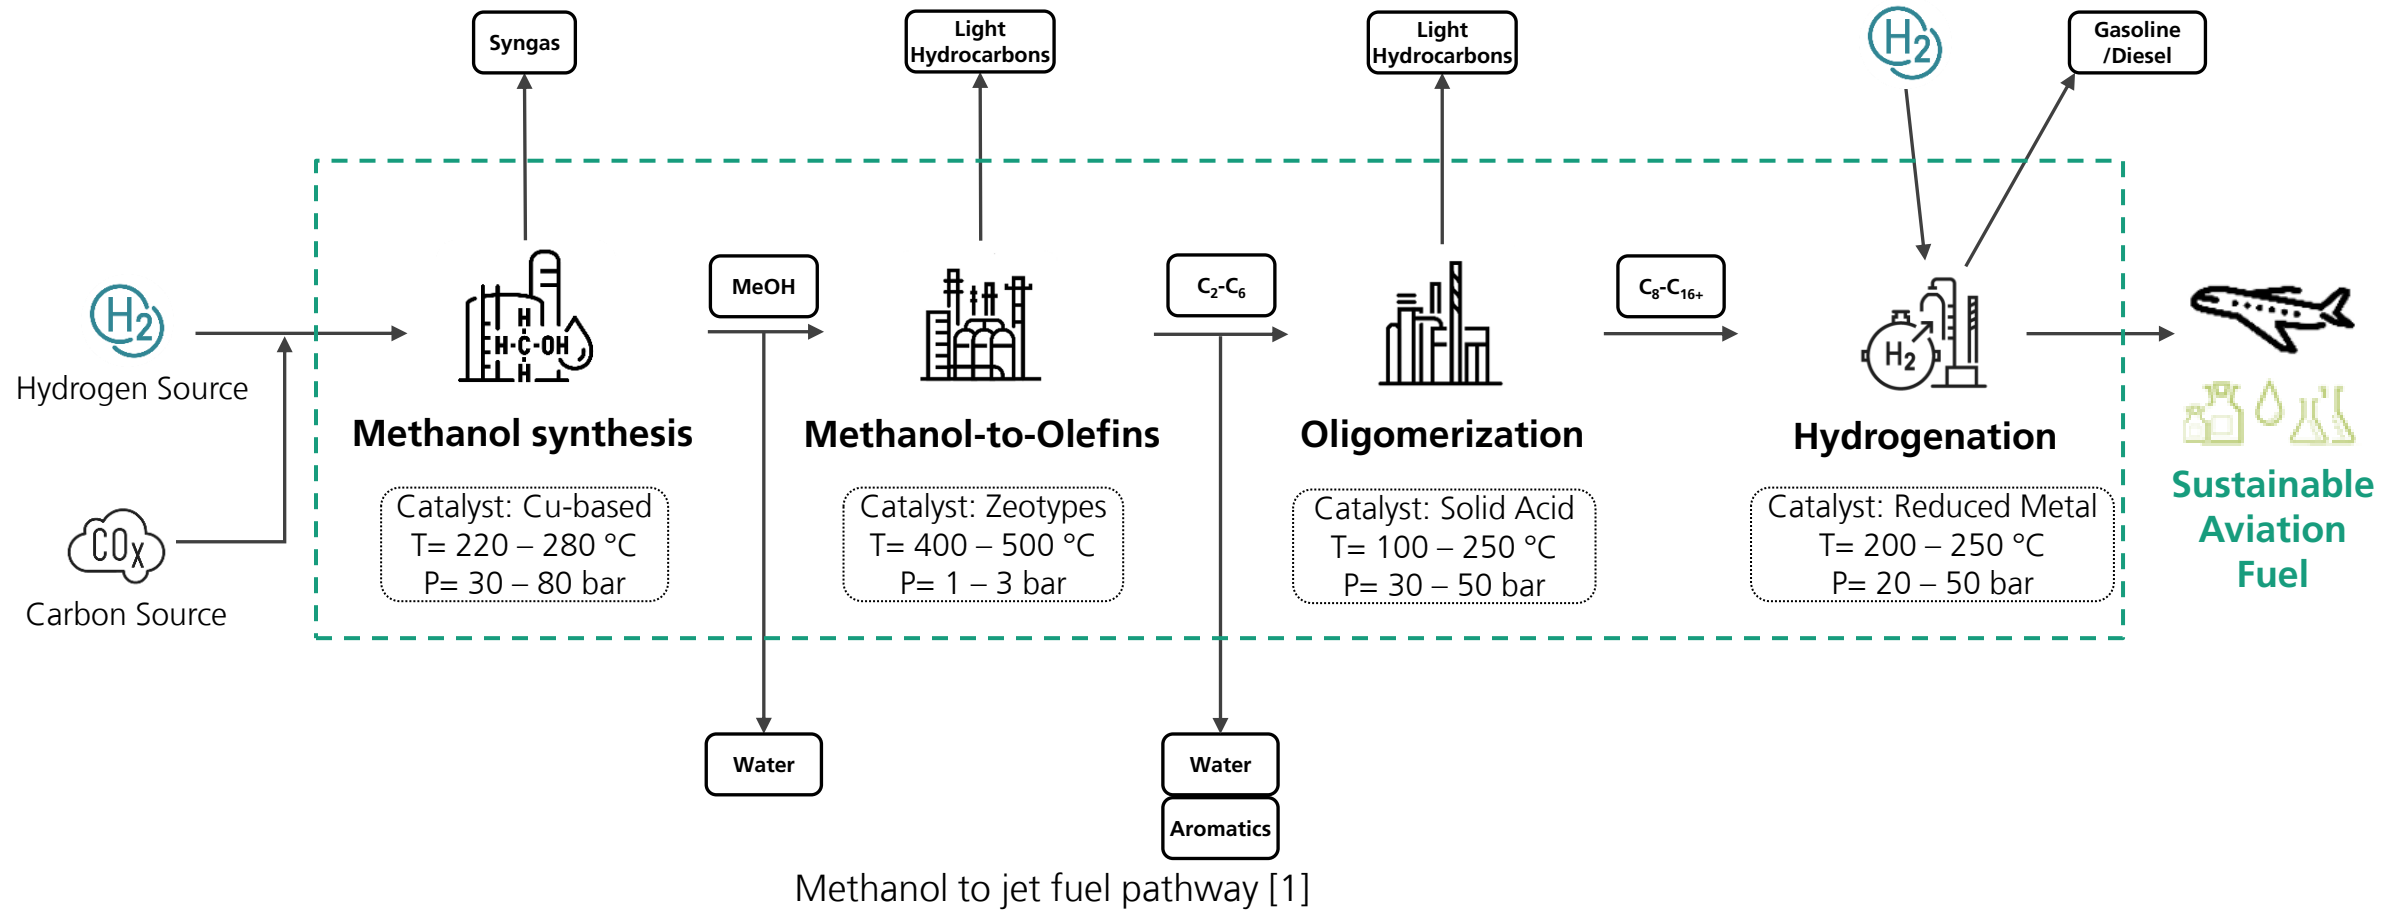 Syngas
Light
Hydrocarbons
Light
Hydrocarbons
H2
Gasoline
/Diesel
H2
Hydrogen Source
COx
Carbon Source
H
H-C-OH
H
MeOH
C2-C6
C8-C16+
H2
Methanol synthesis
Methanol-to-Olefins
Oligomerization
Hydrogenation
Catalyst: Cu-based
T= 220 – 280 °C
P= 30 – 80 bar
Catalyst: Zeotypes
T= 400 – 500 °C
P= 1 – 3 bar
Catalyst: Solid Acid
T= 100 – 250 °C
P= 30 – 50 bar
Catalyst: Reduced Metal
T= 200 – 250 °C
P= 20 – 50 bar
Sustainable
Aviation
Fuel
Water
Water
Aromatics
Methanol to jet fuel pathway [1]